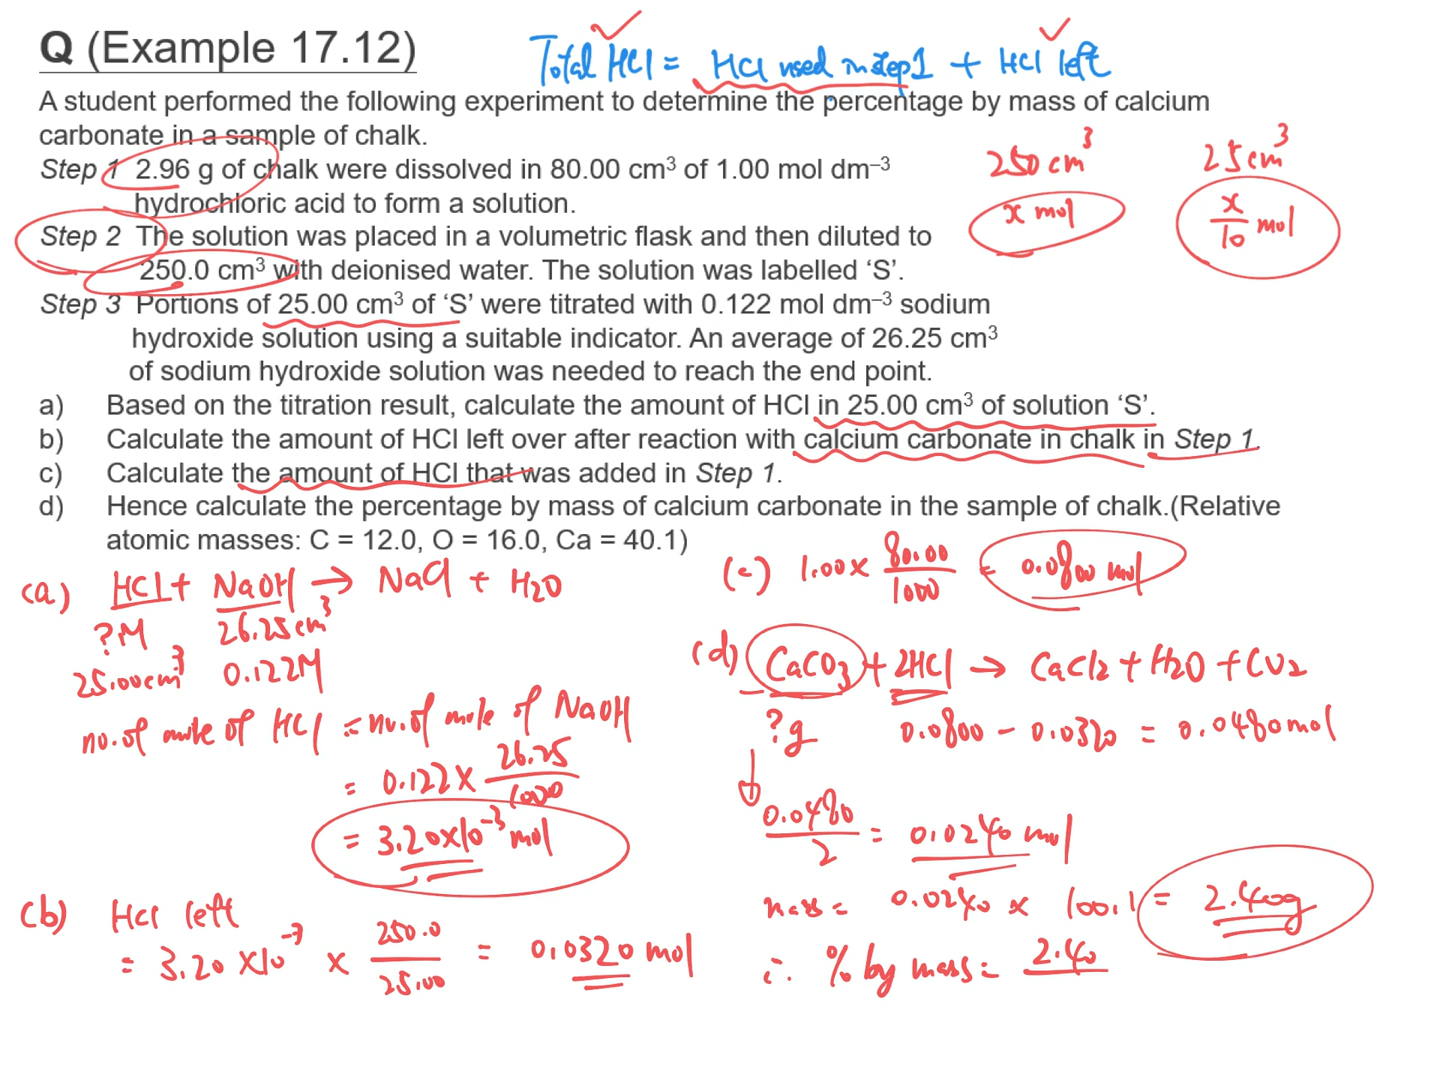 Q (Example 17.12)
Total HCl = HCl used in step 1 + HCl left
A student performed the following experiment to determine the percentage by mass of calcium
carbonate in a sample of chalk.
Step 1 2.96 g of chalk were dissolved in 80.00 cm³ of 1.00 mol dm⁻³
hydrochloric acid to form a solution.
Step 2 The solution was placed in a volumetric flask and then diluted to
250.0 cm³ with deionised water. The solution was labelled ‘S’.
Step 3 Portions of 25.00 cm³ of ‘S’ were titrated with 0.122 mol dm⁻³ sodium
hydroxide solution using a suitable indicator. An average of 26.25 cm³
of sodium hydroxide solution was needed to reach the end point.
250 cm³ 25 cm³
x mol x/10 mol
a) Based on the titration result, calculate the amount of HCl in 25.00 cm³ of solution ‘S’.
b) Calculate the amount of HCl left over after reaction with calcium carbonate in chalk in Step 1.
c) Calculate the amount of HCl that was added in Step 1.
d) Hence calculate the percentage by mass of calcium carbonate in the sample of chalk.(Relative
atomic masses: C = 12.0, O = 16.0, Ca = 40.1)
(a) HCl + NaOH → NaCl + H2O
?M 26.25 cm³
25.00 cm³ 0.122M
no. of mole of HCl = no. of mole of NaOH
= 0.122 × 26.25/1000
= 3.20×10⁻³ mol
(b) HCl left
= 3.20 ×10⁻³ × 250.0/25.00 = 0.0320 mol
(c) 1.00 × 80.00/1000 = 0.0800 mol
(d) CaCO3 + 2HCl → CaCl2 + H2O + CO2
?g 0.0800 - 0.0320 = 0.0480 mol
0.0480/2 = 0.0240 mol
mass = 0.0240 × 100.1 = 2.40g
∴ % by mass = 2.40